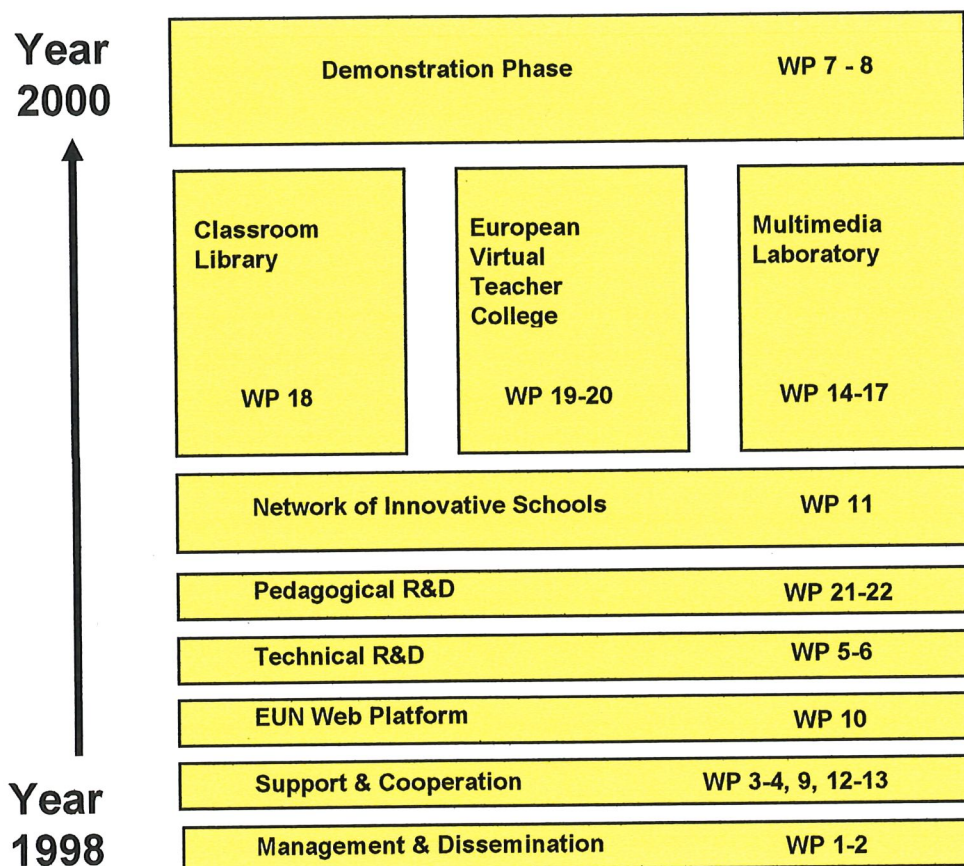 Year
2000
Demonstration Phase WP 7 - 8
Classroom
Library
WP 18
European
Virtual
Teacher
College
WP 19-20
Multimedia
Laboratory
WP 14-17
Network of Innovative Schools WP 11
Pedagogical R&D WP 21-22
Technical R&D WP 5-6
EUN Web Platform WP 10
Support & Cooperation WP 3-4, 9, 12-13
Year
1998
Management & Dissemination WP 1-2